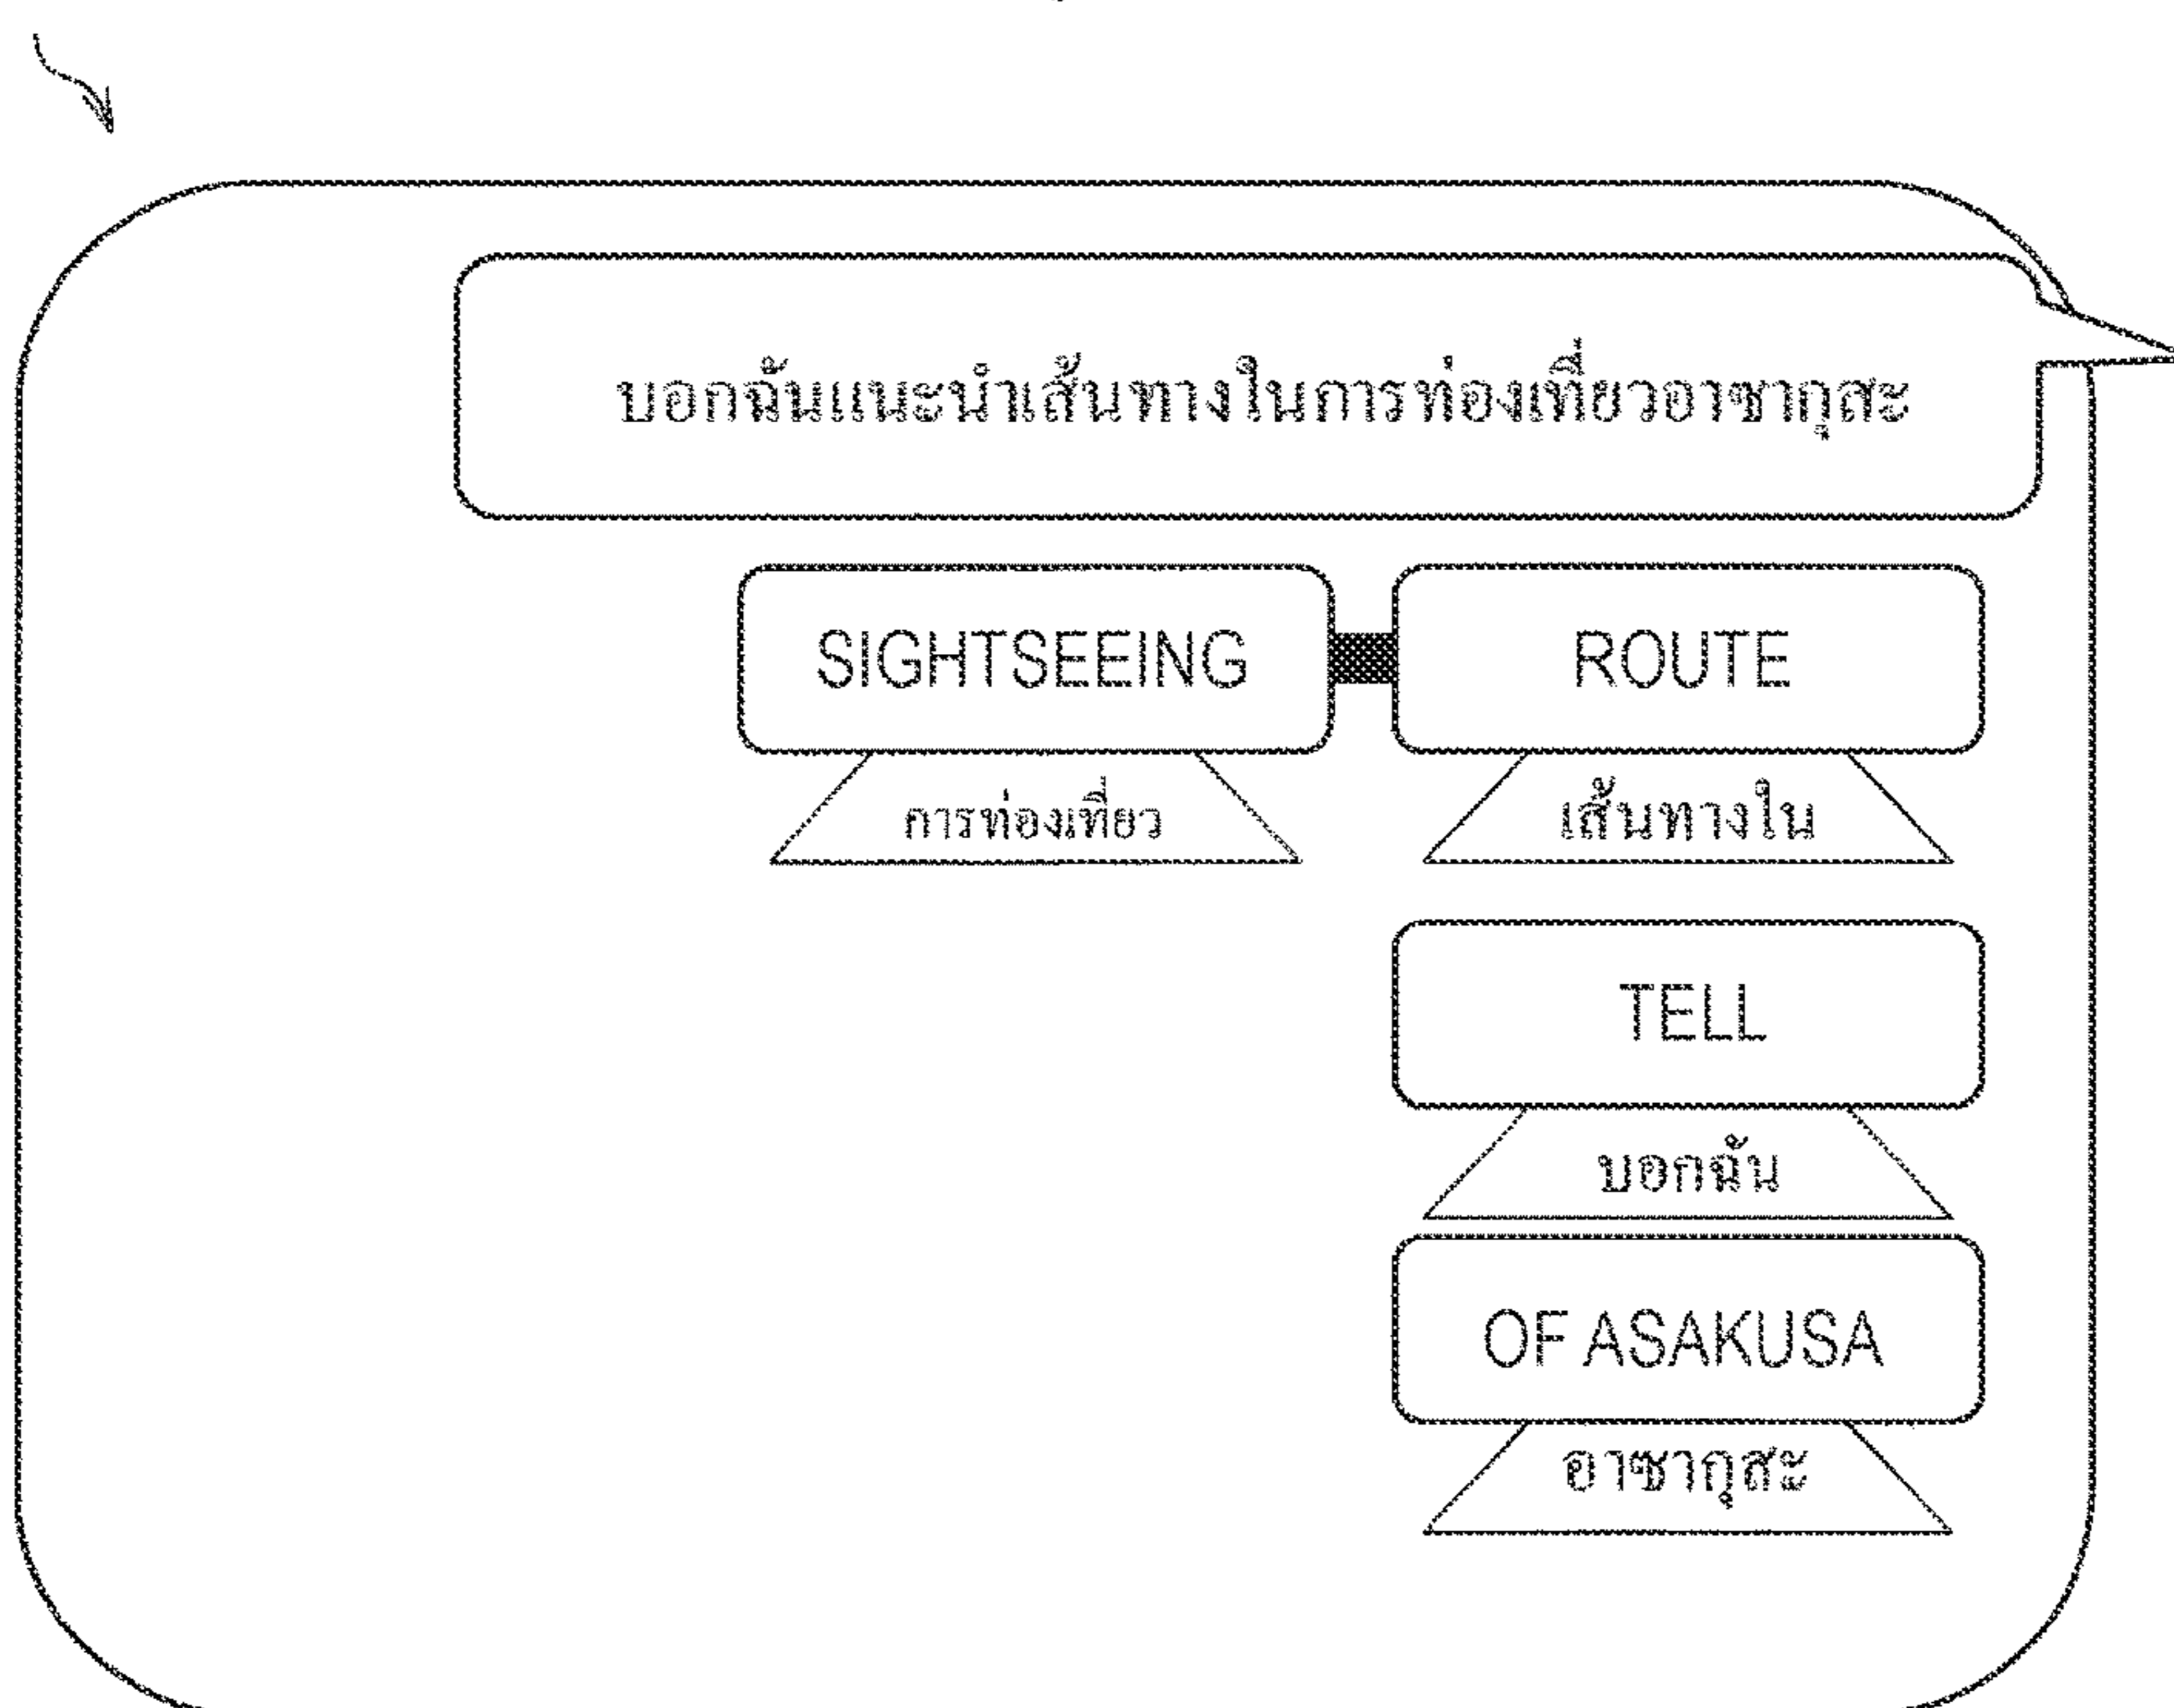 บอกฉันแนะนำเส้นทางในการท่องเที่ยวอาซากุสะ
SIGHTSEEING ROUTE
การท่องเที่ยว เส้นทางใน
TELL
บอกฉัน
OF ASAKUSA
อาซากุสะ